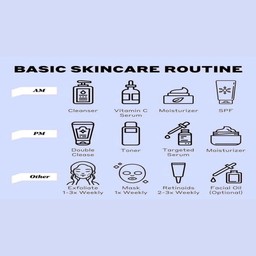 BASIC SKINCARE ROUTINE
AM
Cleanser
Vitamin C
Serum
Moisturizer
SPF
PM
Double
Clease
Toner
Targeted
Serum
Moisturizer
Other
Exfoliate
1-3x Weekly
Mask
1x Weekly
Retinoids
2-3x Weekly
Facial Oil
(Optional)